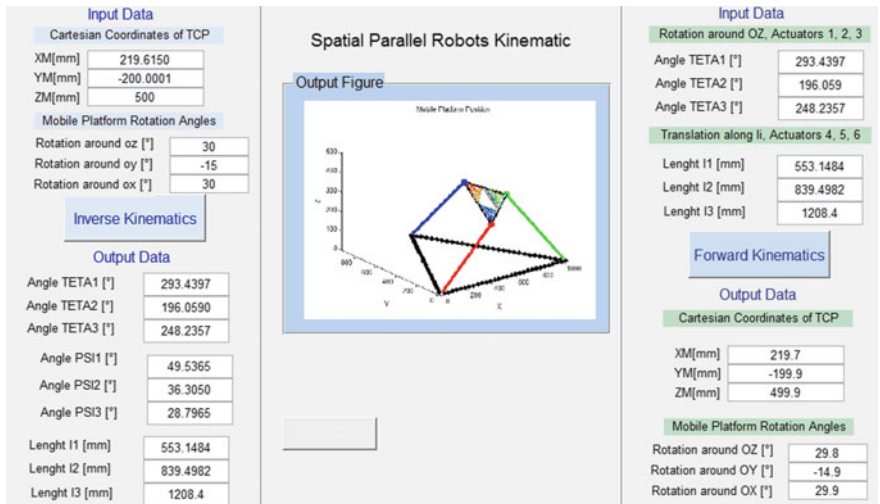 Input Data
Cartesian Coordinates of TCP
XM[mm] 219.6150
YM[mm] -200.0001
ZM[mm] 500
Mobile Platform Rotation Angles
Rotation around oz [°] 30
Rotation around oy [°] -15
Rotation around ox [°] 30
Inverse Kinematics
Output Data
Angle TETA1 [°] 293.4397
Angle TETA2 [°] 196.0590
Angle TETA3 [°] 248.2357
Angle PSI1 [°] 49.5365
Angle PSI2 [°] 36.3050
Angle PSI3 [°] 28.7965
Lenght l1 [mm] 553.1484
Lenght l2 [mm] 839.4982
Lenght l3 [mm] 1208.4
Spatial Parallel Robots Kinematic
Output Figure
Mobile Platform Position
Z
Y
X
Input Data
Rotation around OZ, Actuators 1, 2, 3
Angle TETA1 [°] 293.4397
Angle TETA2 [°] 196.059
Angle TETA3 [°] 248.2357
Translation along li, Actuators 4, 5, 6
Lenght l1 [mm] 553.1484
Lenght l2 [mm] 839.4982
Lenght l3 [mm] 1208.4
Forward Kinematics
Output Data
Cartesian Coordinates of TCP
XM[mm] 219.7
YM[mm] -199.9
ZM[mm] 499.9
Mobile Platform Rotation Angles
Rotation around OZ [°] 29.8
Rotation around OY [°] -14.9
Rotation around OX [°] 29.9